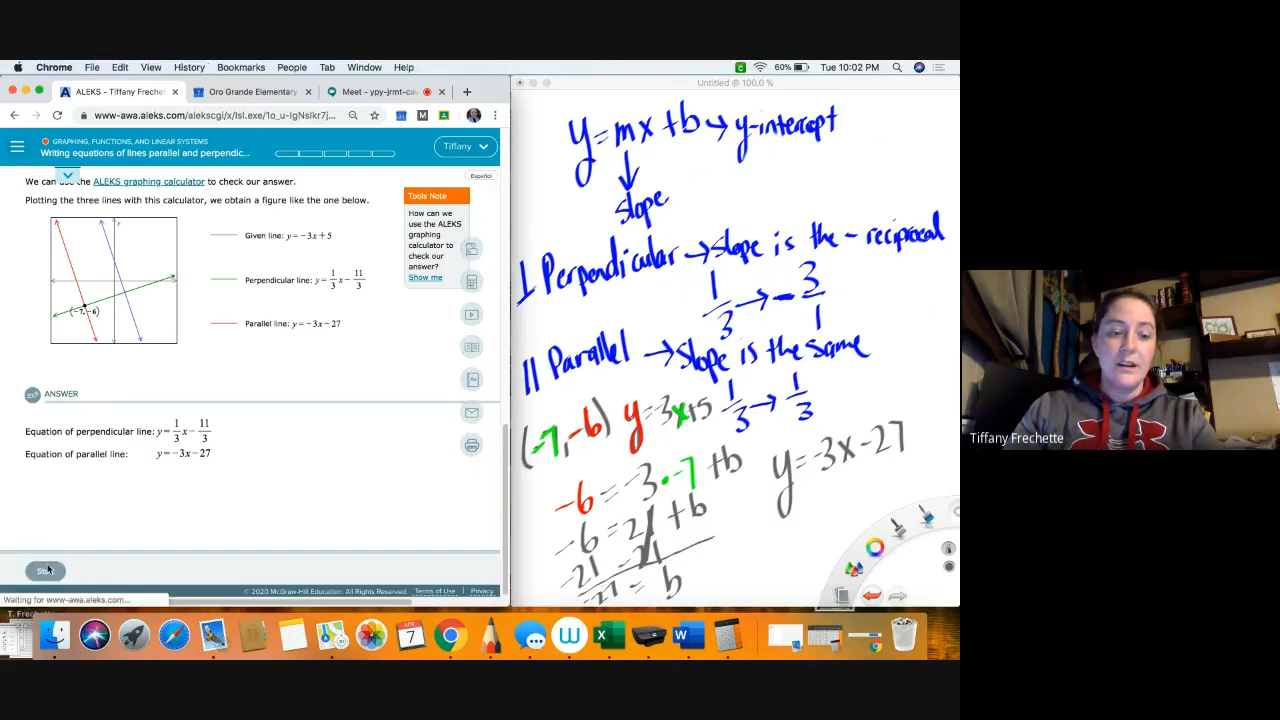 Chrome File Edit View History Bookmarks People Tab Window Help
60% Tue 10:02 PM
ALEKS - Tiffany Frechet
Oro Grande Elementary
Meet - ypy-jrmt-cav
Untitled @ 100.0 %
www-awa.aleks.com/alekscgi/x/Isl.exe/1o_u-IgNsIkr7j...
GRAPHING, FUNCTIONS, AND LINEAR SYSTEMS
Writing equations of lines parallel and perpendic...
Tiffany
Español
We can use the ALEKS graphing calculator to check our answer.
Plotting the three lines with this calculator, we obtain a figure like the one below.
Tools Note
How can we use the ALEKS graphing calculator to check our answer?
Show me
y
(-7,-6)
Given line: y=-3x+5
Perpendicular line: y=1/3x-11/3
Parallel line: y=-3x-27
ANSWER
Equation of perpendicular line: y=1/3x-11/3
Equation of parallel line: y=-3x-27
© 2020 McGraw-Hill Education. All Rights Reserved. Terms of Use Privacy
Waiting for www-awa.aleks.com...
y=mx+b→y-intercept
↓
slope
⊥ Perpendicular →slope is the - reciprocal
1/3 → -3/1
|| Parallel →slope is the same
1/3 → 1/3
(-7,-6) y=-3x+5
-6 = -3·-7+b
y=-3x-27
-6 = 21+b
-21 -21
-27 = b
Tiffany Frechette
APR
7